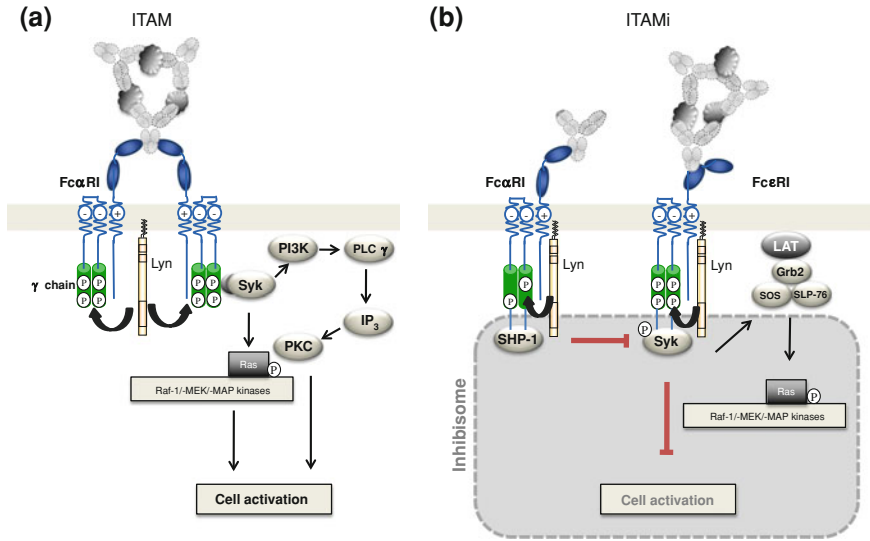 (a)
ITAM
FcαRI
- - +
+ - -
γ chain
P P
P P
Lyn
P P
P P
Syk
PI3K
PLC γ
IP3
PKC
Ras
P
Raf-1/-MEK/-MAP kinases
Cell activation
(b)
ITAMi
FcαRI
FcεRI
- - +
- - +
P
P
Lyn
P P
P P
Lyn
LAT
Grb2
SOS
SLP-76
SHP-1
P
Syk
Ras
P
Raf-1/-MEK/-MAP kinases
Inhibisome
Cell activation